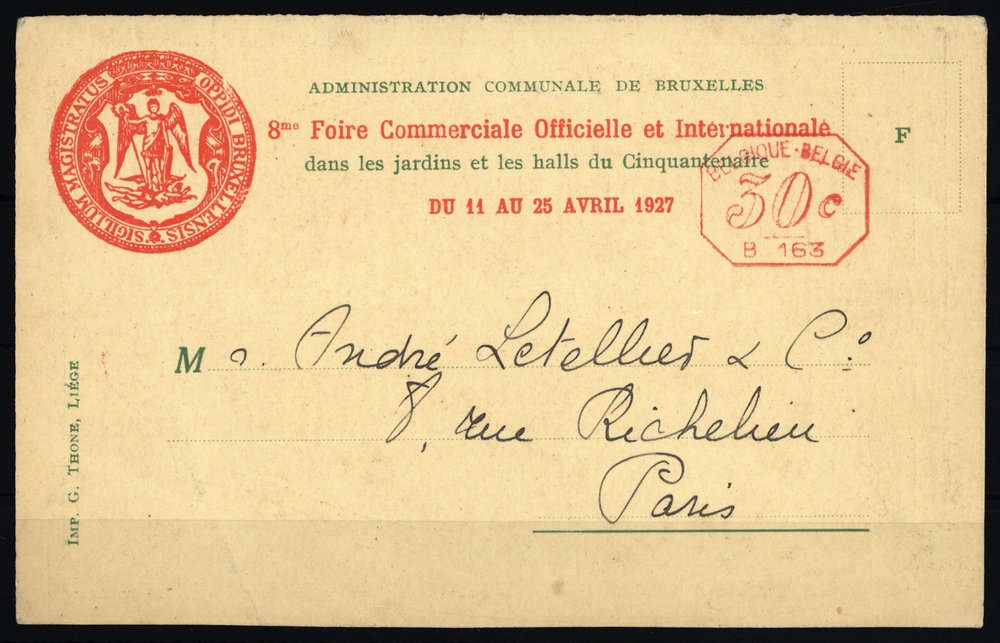 SIGILLUM MAGISTRATUS OPPIDI BRUXELLENSIS
ADMINISTRATION COMMUNALE DE BRUXELLES
8me Foire Commerciale Officielle et Internationale
dans les jardins et les halls du Cinquantenaire
DU 11 AU 25 AVRIL 1927
F
BELGIQUE·BELGIE
50 c
B 163
M s. André Letellier & Co
8, rue Richelieu
Paris
IMP. G. THONE, LIÉGE